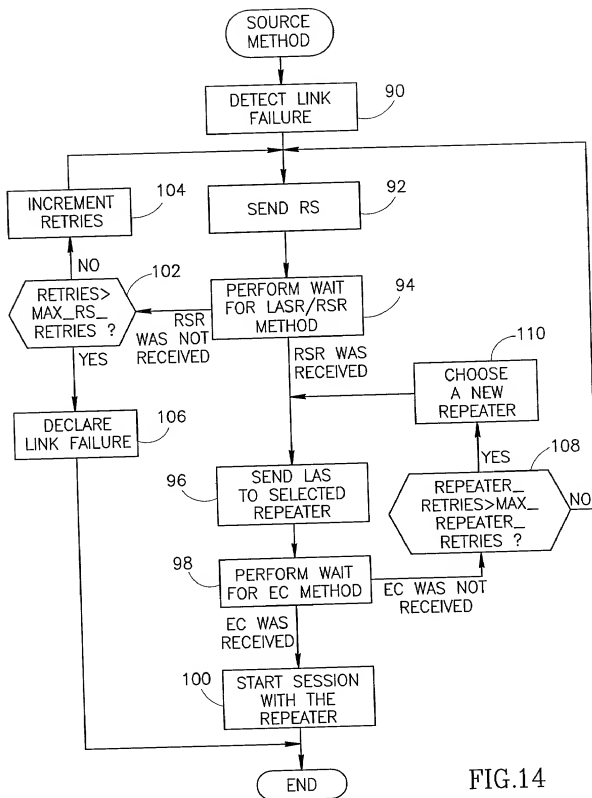 SOURCE
METHOD
90
DETECT LINK
FAILURE
104
INCREMENT
RETRIES
92
SEND RS
NO
102
RETRIES>
MAX_RS_
RETRIES ?
94
PERFORM WAIT
FOR LASR/RSR
METHOD
RSR
WAS NOT
RECEIVED
YES
RSR WAS
RECEIVED
110
CHOOSE
A NEW
REPEATER
DECLARE
LINK FAILURE
106
YES
108
96
SEND LAS
TO SELECTED
REPEATER
REPEATER_
RETRIES>MAX_
REPEATER_
RETRIES ?
NO
98
PERFORM WAIT
FOR EC METHOD
EC WAS NOT
RECEIVED
EC WAS
RECEIVED
100
START SESSION
WITH THE
REPEATER
END
FIG.14